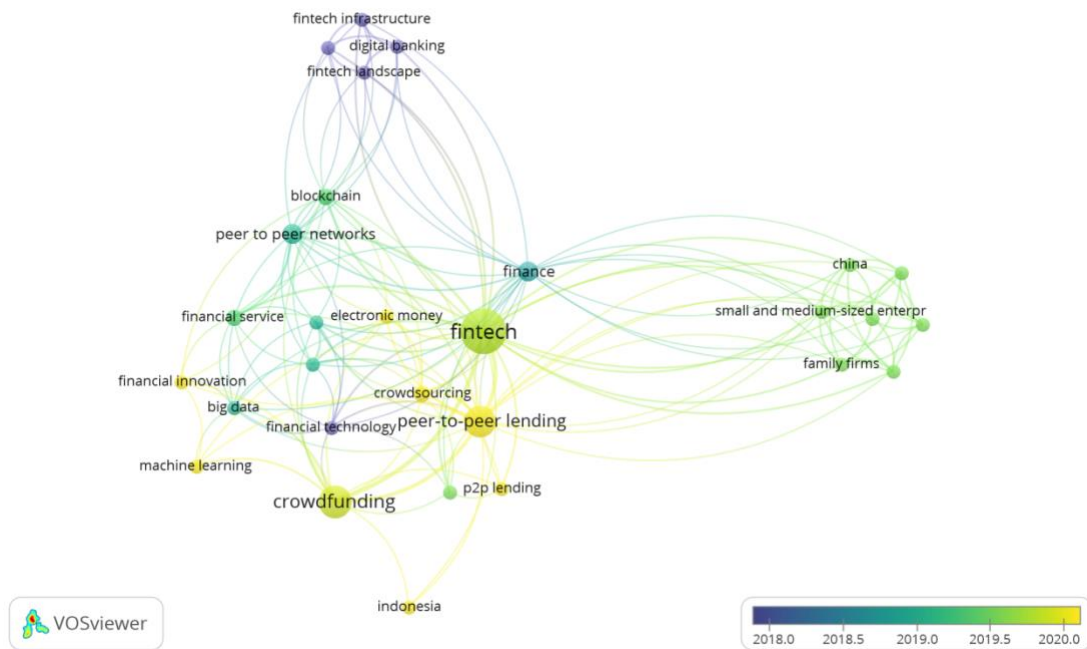 fintech infrastructure
digital banking
fintech landscape
blockchain
peer to peer networks
finance
china
small and medium-sized enterpr
financial service
electronic money
fintech
family firms
financial innovation
crowdsourcing
big data
peer-to-peer lending
financial technology
machine learning
p2p lending
crowdfunding
indonesia
VOSviewer
2018.0 2018.5 2019.0 2019.5 2020.0